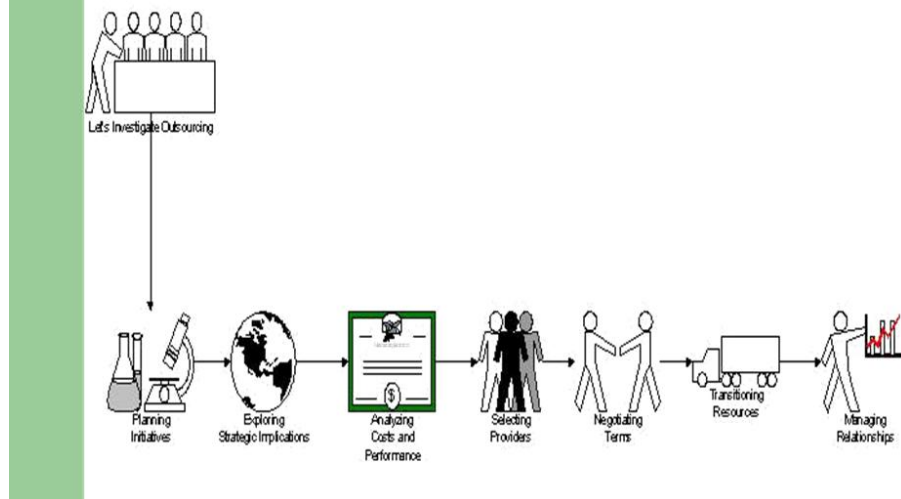 Let's Investigate Outsourcing
Planning
Initiatives
Exploring
Strategic Implications
Analyzing
Costs and
Performance
$
Selecting
Providers
Negotiating
Terms
Transitioning
Resources
Managing
Relationships